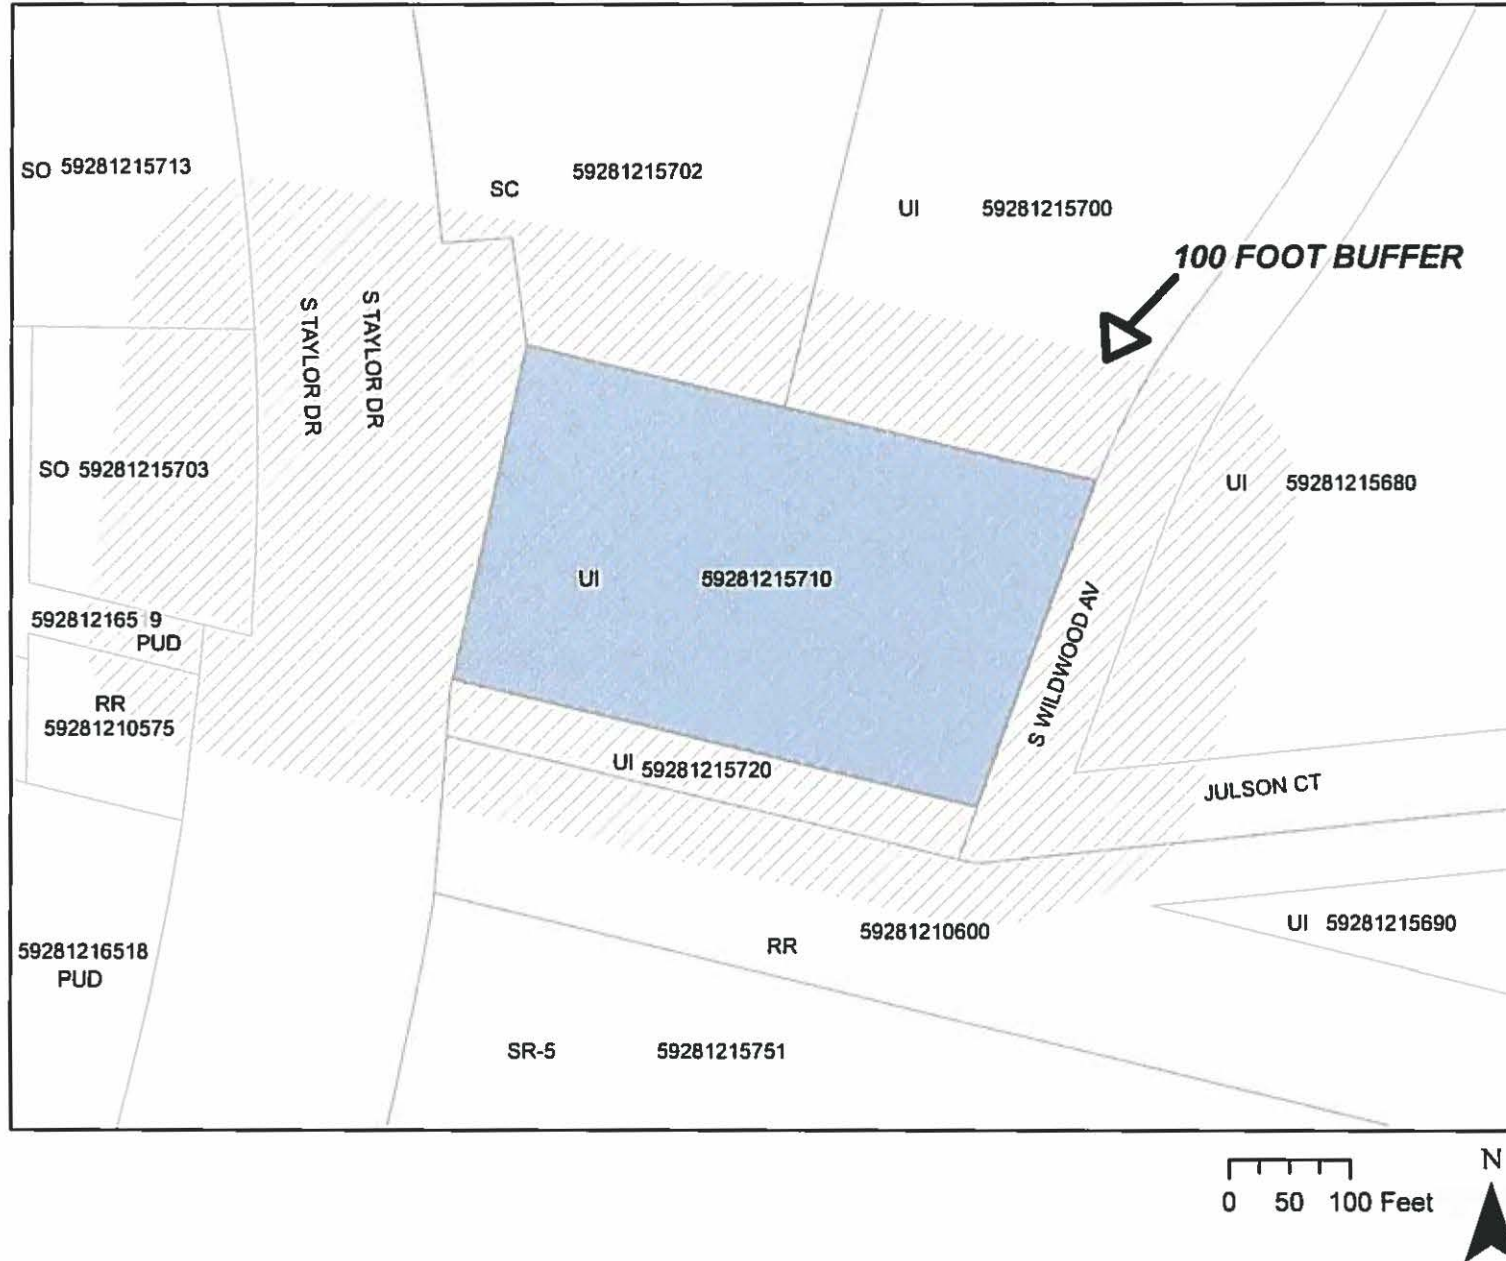 SO 59281215713
SC 59281215702
UI 59281215700
100 FOOT BUFFER
S TAYLOR DR
S TAYLOR DR
SO 59281215703
UI 59281215680
UI 59281215710
592812165 9
PUD
S WILDWOOD AV
RR
59281210575
UI 59281215720
JULSON CT
59281216518
PUD
RR 59281210600
UI 59281215690
SR-5 59281215751
0 50 100 Feet
N